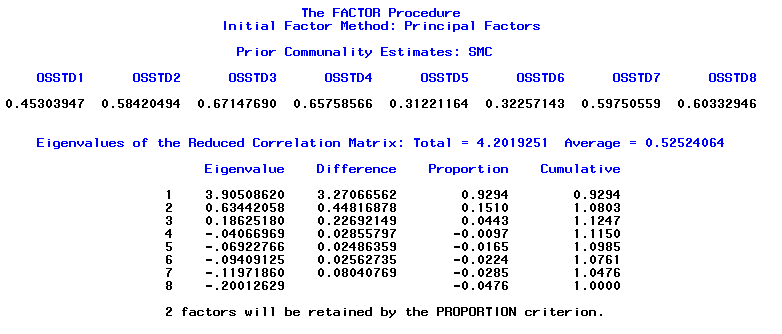 The FACTOR Procedure
Initial Factor Method: Principal Factors
Prior Communality Estimates: SMC
OSSTD1 OSSTD2 OSSTD3 OSSTD4 OSSTD5 OSSTD6 OSSTD7 OSSTD8
0.45303947 0.58420494 0.67147690 0.65758566 0.31221164 0.32257143 0.59750559 0.60332946
Eigenvalues of the Reduced Correlation Matrix: Total = 4.2019251 Average = 0.52524064
Eigenvalue Difference Proportion Cumulative
1 3.90508620 3.27066562 0.9294 0.9294
2 0.63442058 0.44816878 0.1510 1.0803
3 0.18625180 0.22692149 0.0443 1.1247
4 -.04066969 0.02855797 -0.0097 1.1150
5 -.06922766 0.02486359 -0.0165 1.0985
6 -.09409125 0.02562735 -0.0224 1.0761
7 -.11971860 0.08040769 -0.0285 1.0476
8 -.20012629 -0.0476 1.0000
2 factors will be retained by the PROPORTION criterion.